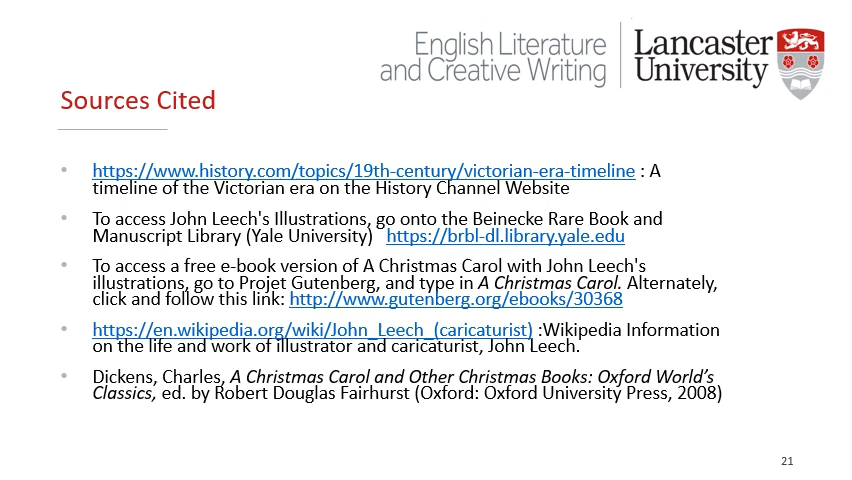 English Literature
and Creative Writing
Lancaster
University
Sources Cited
• https://www.history.com/topics/19th-century/victorian-era-timeline : A
timeline of the Victorian era on the History Channel Website
• To access John Leech's Illustrations, go onto the Beinecke Rare Book and
Manuscript Library (Yale University) https://brbl-dl.library.yale.edu
• To access a free e-book version of A Christmas Carol with John Leech's
illustrations, go to Projet Gutenberg, and type in A Christmas Carol. Alternately,
click and follow this link: http://www.gutenberg.org/ebooks/30368
• https://en.wikipedia.org/wiki/John_Leech_(caricaturist) :Wikipedia Information
on the life and work of illustrator and caricaturist, John Leech.
• Dickens, Charles, A Christmas Carol and Other Christmas Books: Oxford World’s
Classics, ed. by Robert Douglas Fairhurst (Oxford: Oxford University Press, 2008)
21